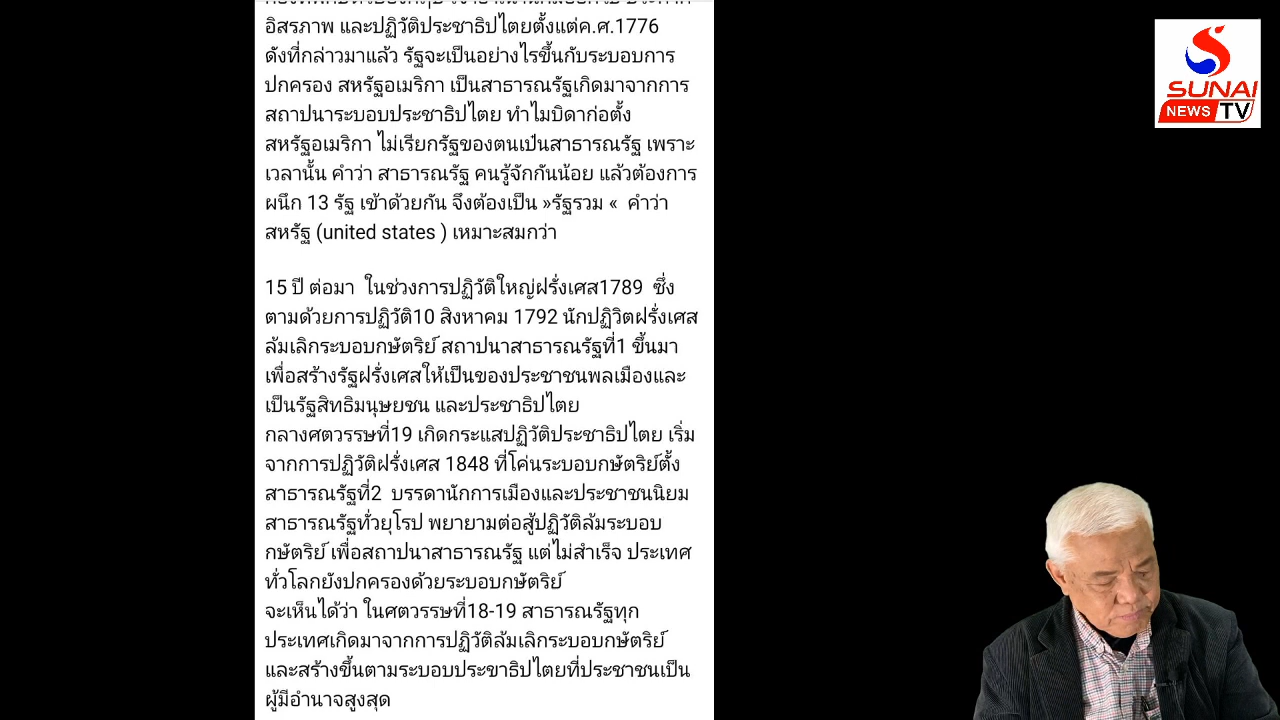 อิสรภาพ และปฏิวัติประชาธิปไตยตั้งแต่ค.ศ.1776
ดังที่กล่าวมาแล้ว รัฐจะเป็นอย่างไรขึ้นกับระบอบการ
ปกครอง สหรัฐอเมริกา เป็นสาธารณรัฐเกิดมาจากการ
สถาปนาระบอบประชาธิปไตย ทำไมบิดาก่อตั้ง
สหรัฐอเมริกา ไม่เรียกรัฐของตนเป๋นสาธารณรัฐ เพราะ
เวลานั้น คำว่า สาธารณรัฐ คนรู้จักกันน้อย แล้วต้องการ
ผนึก 13 รัฐ เข้าด้วยกัน จึงต้องเป็น »รัฐรวม «  คำว่า
สหรัฐ (united states ) เหมาะสมกว่า
15 ปี ต่อมา  ในช่วงการปฏิวัติใหญ่ฝรั่งเศส1789  ซึ่ง
ตามด้วยการปฏิวัติ10 สิงหาคม 1792 นักปฏิวิตฝรั่งเศส
ล้มเลิกระบอบกษัตริย์ สถาปนาสาธารณรัฐที่1 ขึ้นมา
เพื่อสร้างรัฐฝรั่งเศสให้เป็นของประชาชนพลเมืองและ
เป็นรัฐสิทธิมนุษยชน และประชาธิปไตย
กลางศตวรรษที่19 เกิดกระแสปฏิวัติประชาธิปไตย เริ่ม
จากการปฏิวัติฝรั่งเศส 1848 ที่โค่นระบอบกษัตริย์ตั้ง
สาธารณรัฐที่2  บรรดานักการเมืองและประชาชนนิยม
สาธารณรัฐทั่วยุโรป พยายามต่อสู้ปฏิวัติล้มระบอบ
กษัตริย์ เพื่อสถาปนาสาธารณรัฐ แต่ไม่สำเร็จ ประเทศ
ทั่วโลกยังปกครองด้วยระบอบกษัตริย์
จะเห็นได้ว่า ในศตวรรษที่18-19 สาธารณรัฐทุก
ประเทศเกิดมาจากการปฏิวัติล้มเลิกระบอบกษัตริย์
และสร้างขึ้นตามระบอบประขาธิปไตยที่ประชาชนเป็น
ผู้มีอำนาจสูงสุด
SUNAI
NEWS TV